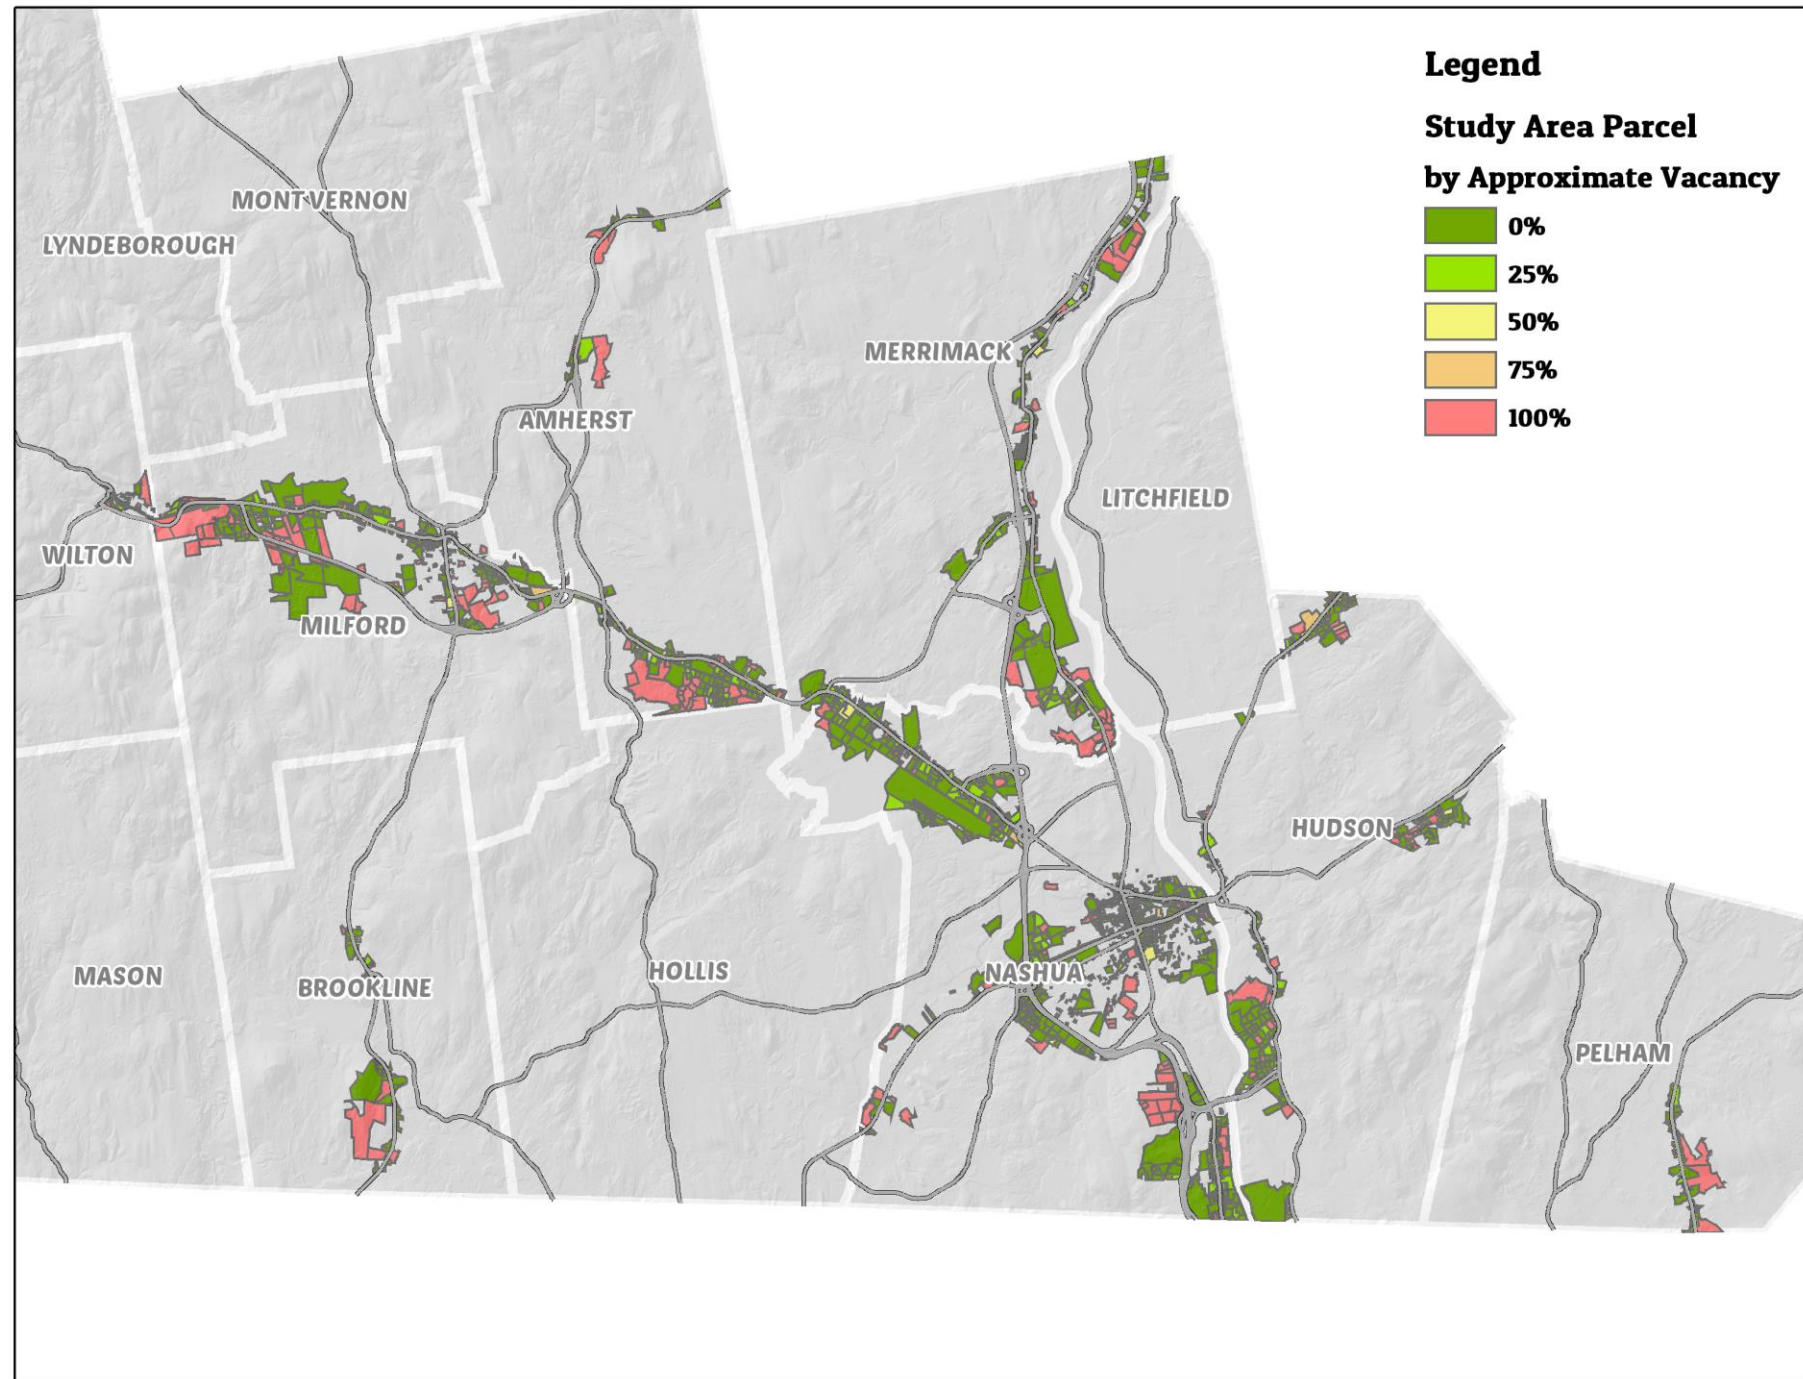 Legend
Study Area Parcel
by Approximate Vacancy
0%
25%
50%
75%
100%
MONT VERNON
LYNDEBOROUGH
MERRIMACK
AMHERST
LITCHFIELD
WILTON
MILFORD
HUDSON
MASON
BROOKLINE
HOLLIS
NASHUA
PELHAM